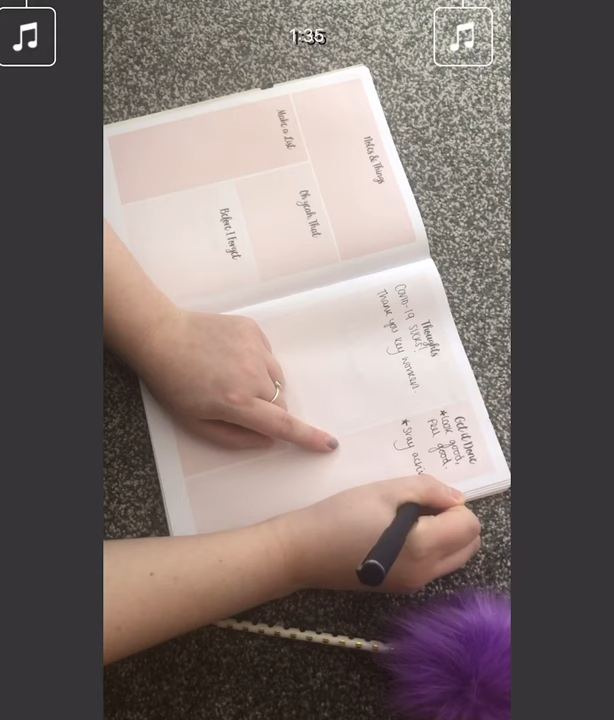 1:35
Notes & Things
Make a List
Oh yeah, that
Before I forget
Thoughts
COVID-19 SUCKS!
Thank you key workers.
Get it Done
*Look good,
feel good.
*Stay